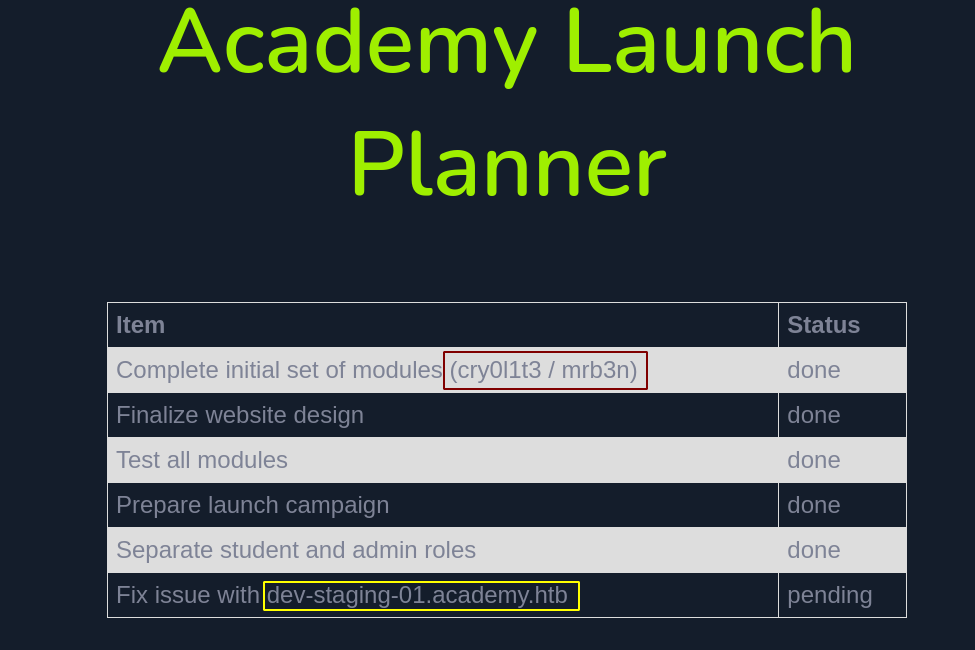 Academy Launch
Planner
Item Status
Complete initial set of modules (cry0l1t3 / mrb3n) done
Finalize website design done
Test all modules done
Prepare launch campaign done
Separate student and admin roles done
Fix issue with dev-staging-01.academy.htb pending